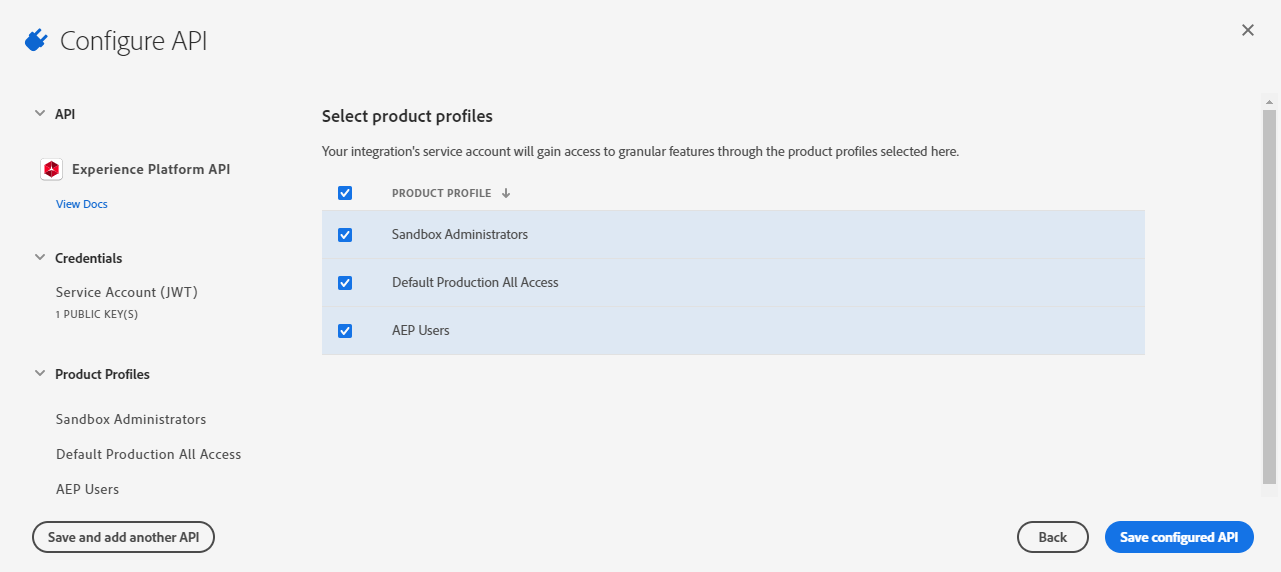 Configure API
API
Experience Platform API
View Docs
Credentials
Service Account (JWT)
1 PUBLIC KEY(S)
Product Profiles
Sandbox Administrators
Default Production All Access
AEP Users
Select product profiles
Your integration's service account will gain access to granular features through the product profiles selected here.
PRODUCT PROFILE
Sandbox Administrators
Default Production All Access
AEP Users
Save and add another API
Back
Save configured API